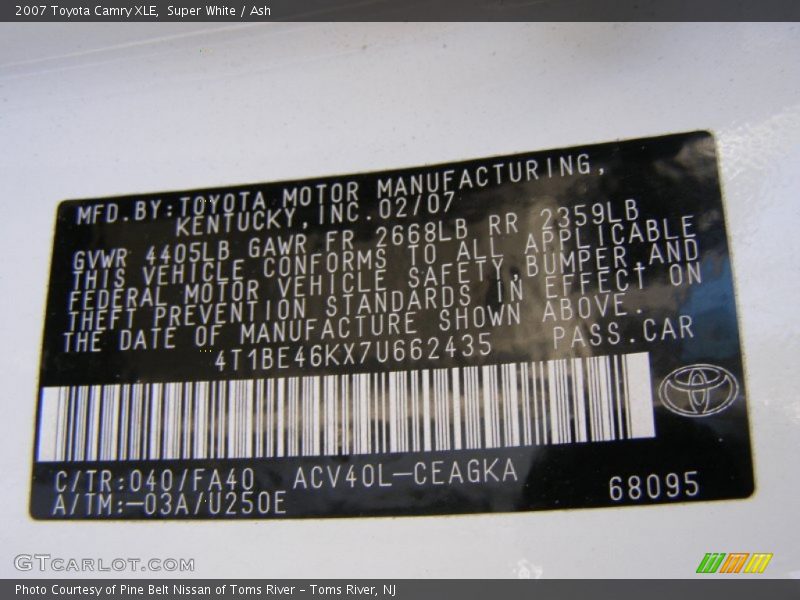 2007 Toyota Camry XLE,  Super White / Ash
MFD.BY:TOYOTA MOTOR MANUFACTURING,
KENTUCKY,INC.02/07
GVWR 4405LB GAWR FR 2668LB RR 2359LB
THIS VEHICLE CONFORMS TO ALL APPLICABLE
FEDERAL MOTOR VEHICLE SAFETY,BUMPER,AND
THEFT PREVENTION STANDARDS IN EFFECT ON
THE DATE OF MANUFACTURE SHOWN ABOVE.
4T1BE46KX7U662435 PASS.CAR
C/TR:040/FA40 ACV40L-CEAGKA
A/TM:-03A/U250E 68095
GTCARLOT.COM
Photo Courtesy of Pine Belt Nissan of Toms River - Toms River, NJ